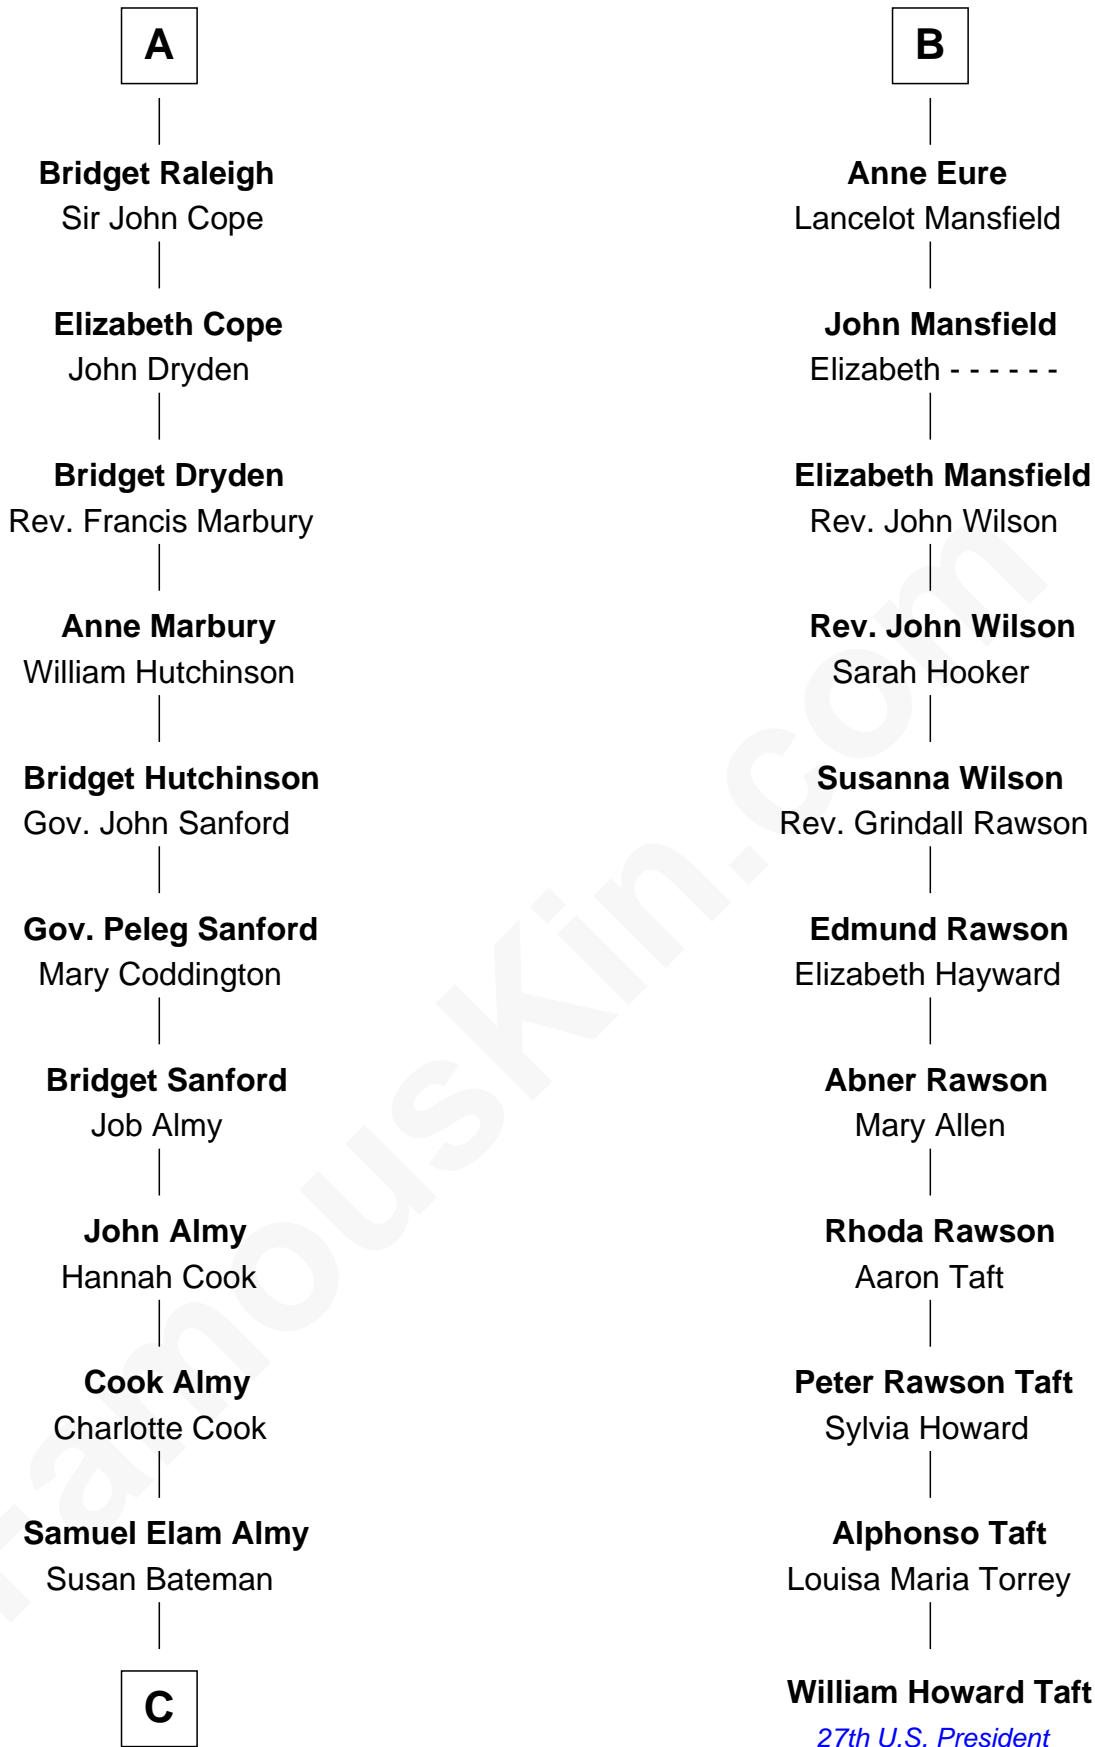 A
Bridget Raleigh
Sir John Cope
Elizabeth Cope
John Dryden
Bridget Dryden
Rev. Francis Marbury
Anne Marbury
William Hutchinson
Bridget Hutchinson
Gov. John Sanford
Gov. Peleg Sanford
Mary Coddington
Bridget Sanford
Job Almy
John Almy
Hannah Cook
Cook Almy
Charlotte Cook
Samuel Elam Almy
Susan Bateman
C
B
Anne Eure
Lancelot Mansfield
John Mansfield
Elizabeth - - - - - -
Elizabeth Mansfield
Rev. John Wilson
Rev. John Wilson
Sarah Hooker
Susanna Wilson
Rev. Grindall Rawson
Edmund Rawson
Elizabeth Hayward
Abner Rawson
Mary Allen
Rhoda Rawson
Aaron Taft
Peter Rawson Taft
Sylvia Howard
Alphonso Taft
Louisa Maria Torrey
William Howard Taft
27th U.S. President
FamousKin.com